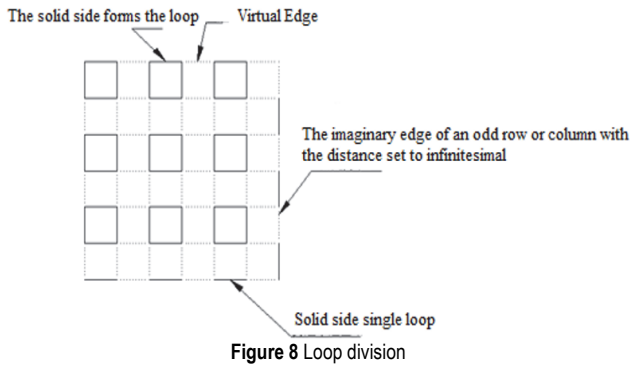 The solid side forms the loop
Virtual Edge
The imaginary edge of an odd row or column with
the distance set to infinitesimal
Solid side single loop
Figure 8 Loop division